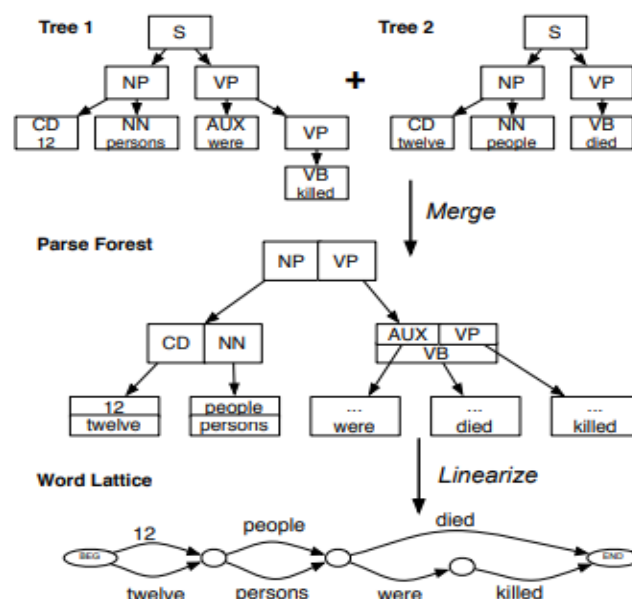 Tree 1
S
Tree 2
S
NP
VP
+
NP
VP
CD
12
NN
persons
AUX
were
VP
CD
twelve
NN
people
VB
died
VB
killed
Merge
Parse Forest
NP
VP
CD
NN
AUX
VP
VB
12
twelve
people
persons
...
were
...
died
...
killed
Linearize
Word Lattice
BEG
12
people
died
END
twelve
persons
were
killed